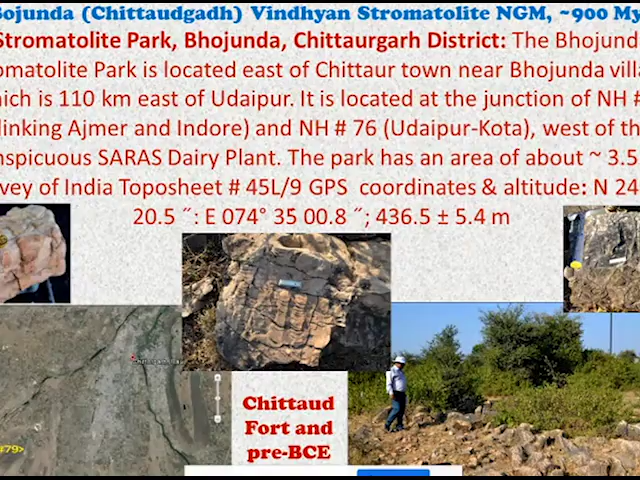 ojunda (Chittaudgadh) Vindhyan Stromatolite NGM, ~900 My
Stromatolite Park, Bhojunda, Chittaurgarh District: The Bhojund
omatolite Park is located east of Chittaur town near Bhojunda villa
hich is 110 km east of Udaipur. It is located at the junction of NH #
linking Ajmer and Indore) and NH # 76 (Udaipur-Kota), west of th
nspicuous SARAS Dairy Plant. The park has an area of about ~ 3.5
vey of India Toposheet # 45L/9 GPS coordinates & altitude: N 24
20.5 ˝: E 074° 35 00.8 ˝; 436.5 ± 5.4 m
Chittaud
Fort and
pre-BCE
#79>